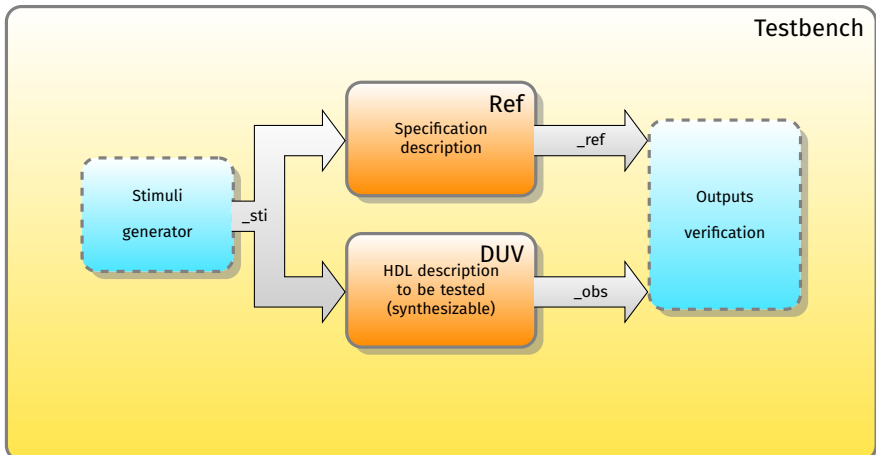 Testbench
Ref
Specification
description
_ref
Stimuli
generator
_sti
Outputs
verification
DUV
HDL description
to be tested
(synthesizable)
_obs